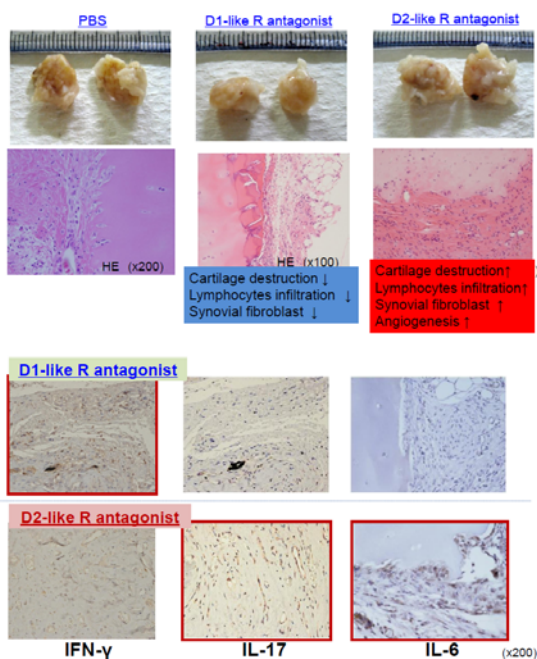 PBS
D1-like R antagonist
D2-like R antagonist
HE (x200)
HE (x100)
Cartilage destruction ↓
Lymphocytes infiltration ↓
Synovial fibroblast ↓
Cartilage destruction↑
Lymphocytes infiltration↑
Synovial fibroblast ↑
Angiogenesis ↑
D1-like R antagonist
D2-like R antagonist
IFN-γ
IL-17
IL-6
(x200)